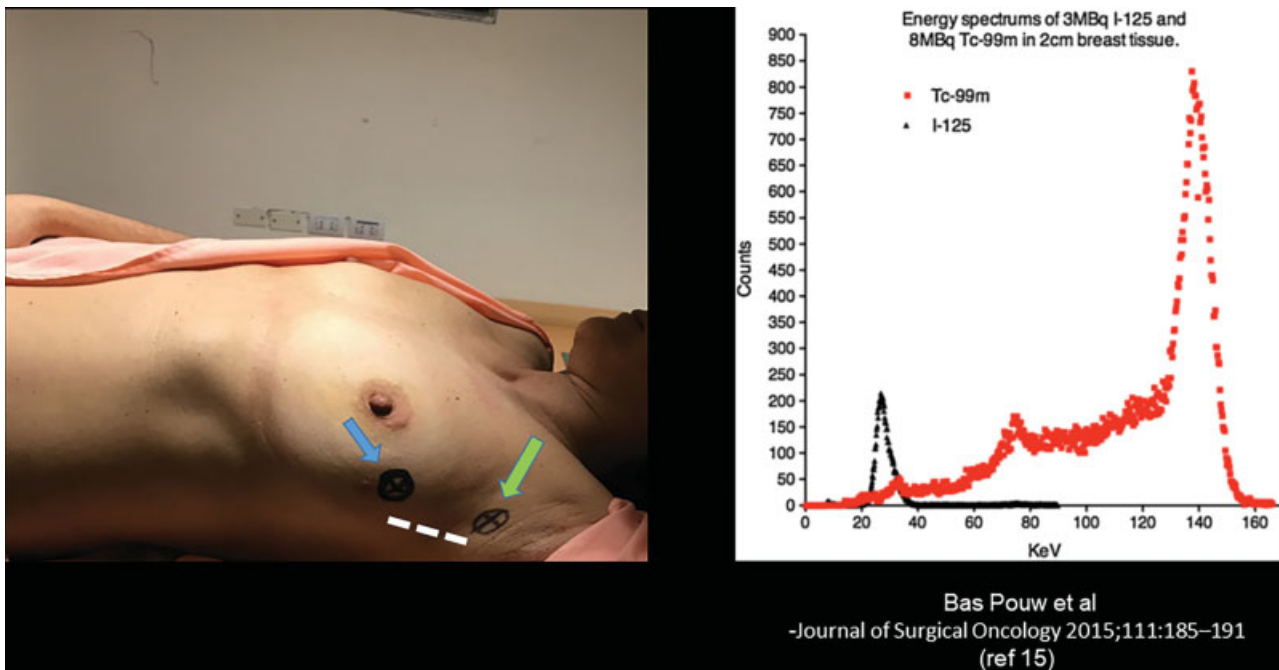 Energy spectrums of 3MBq I-125 and
8MBq Tc-99m in 2cm breast tissue.
900
850
800
750
700
650
600
550
500
450
400
350
300
250
200
150
100
50
0
Counts
Tc-99m
I-125
0 20 40 60 80 100 120 140 160
KeV
Bas Pouw et al
-Journal of Surgical Oncology 2015;111:185–191
(ref 15)